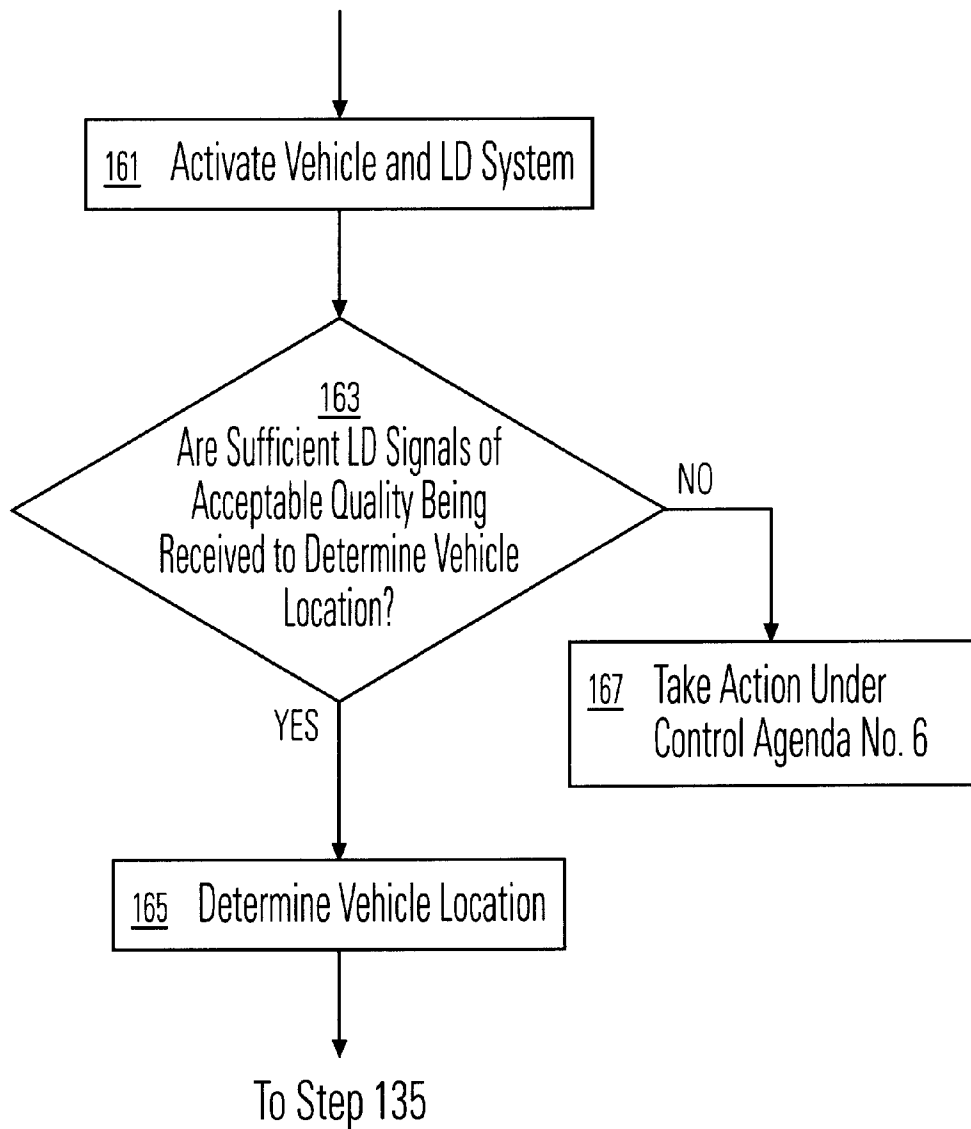 161 Activate Vehicle and LD System
163
Are Sufficient LD Signals of
Acceptable Quality Being
Received to Determine Vehicle
Location?
NO
167 Take Action Under
Control Agenda No. 6
YES
165 Determine Vehicle Location
To Step 135